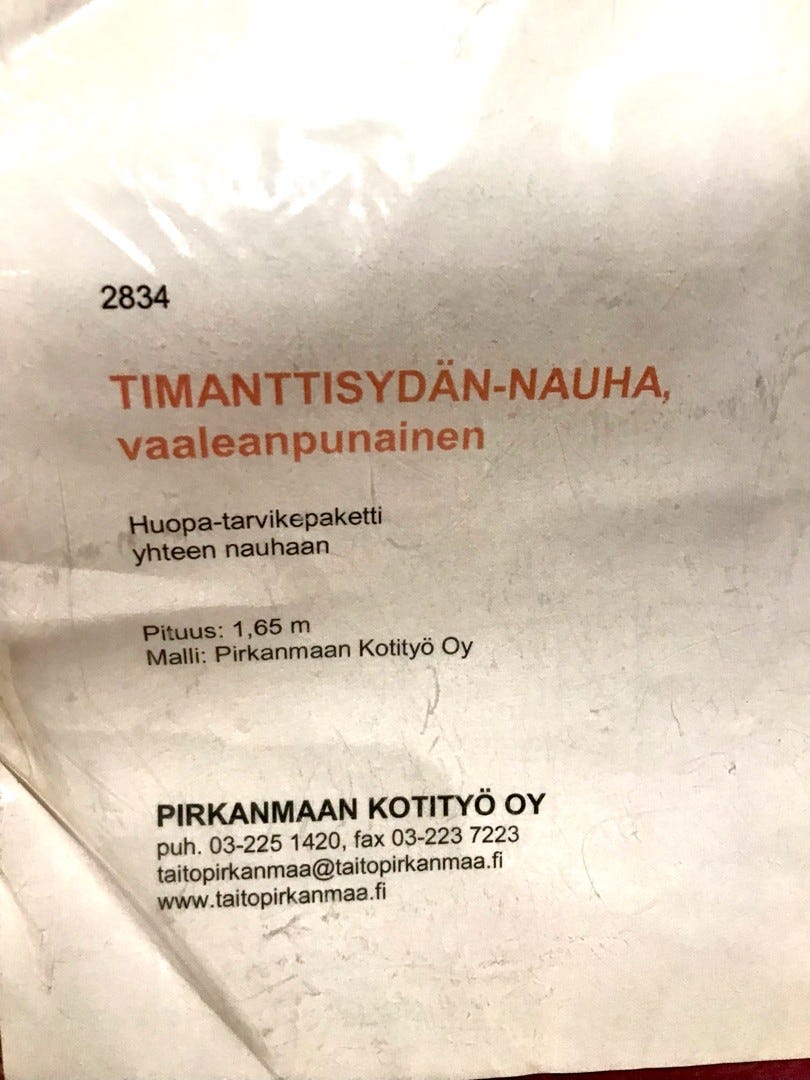 2834
TIMANTTISYDÄN-NAUHA,
vaaleanpunainen
Huopa-tarvikepaketti
yhteen nauhaan
Pituus: 1,65 m
Malli: Pirkanmaan Kotityö Oy
PIRKANMAAN KOTITYÖ OY
puh. 03-225 1420, fax 03-223 7223
taitopirkanmaa@taitopirkanmaa.fi
www.taitopirkanmaa.fi